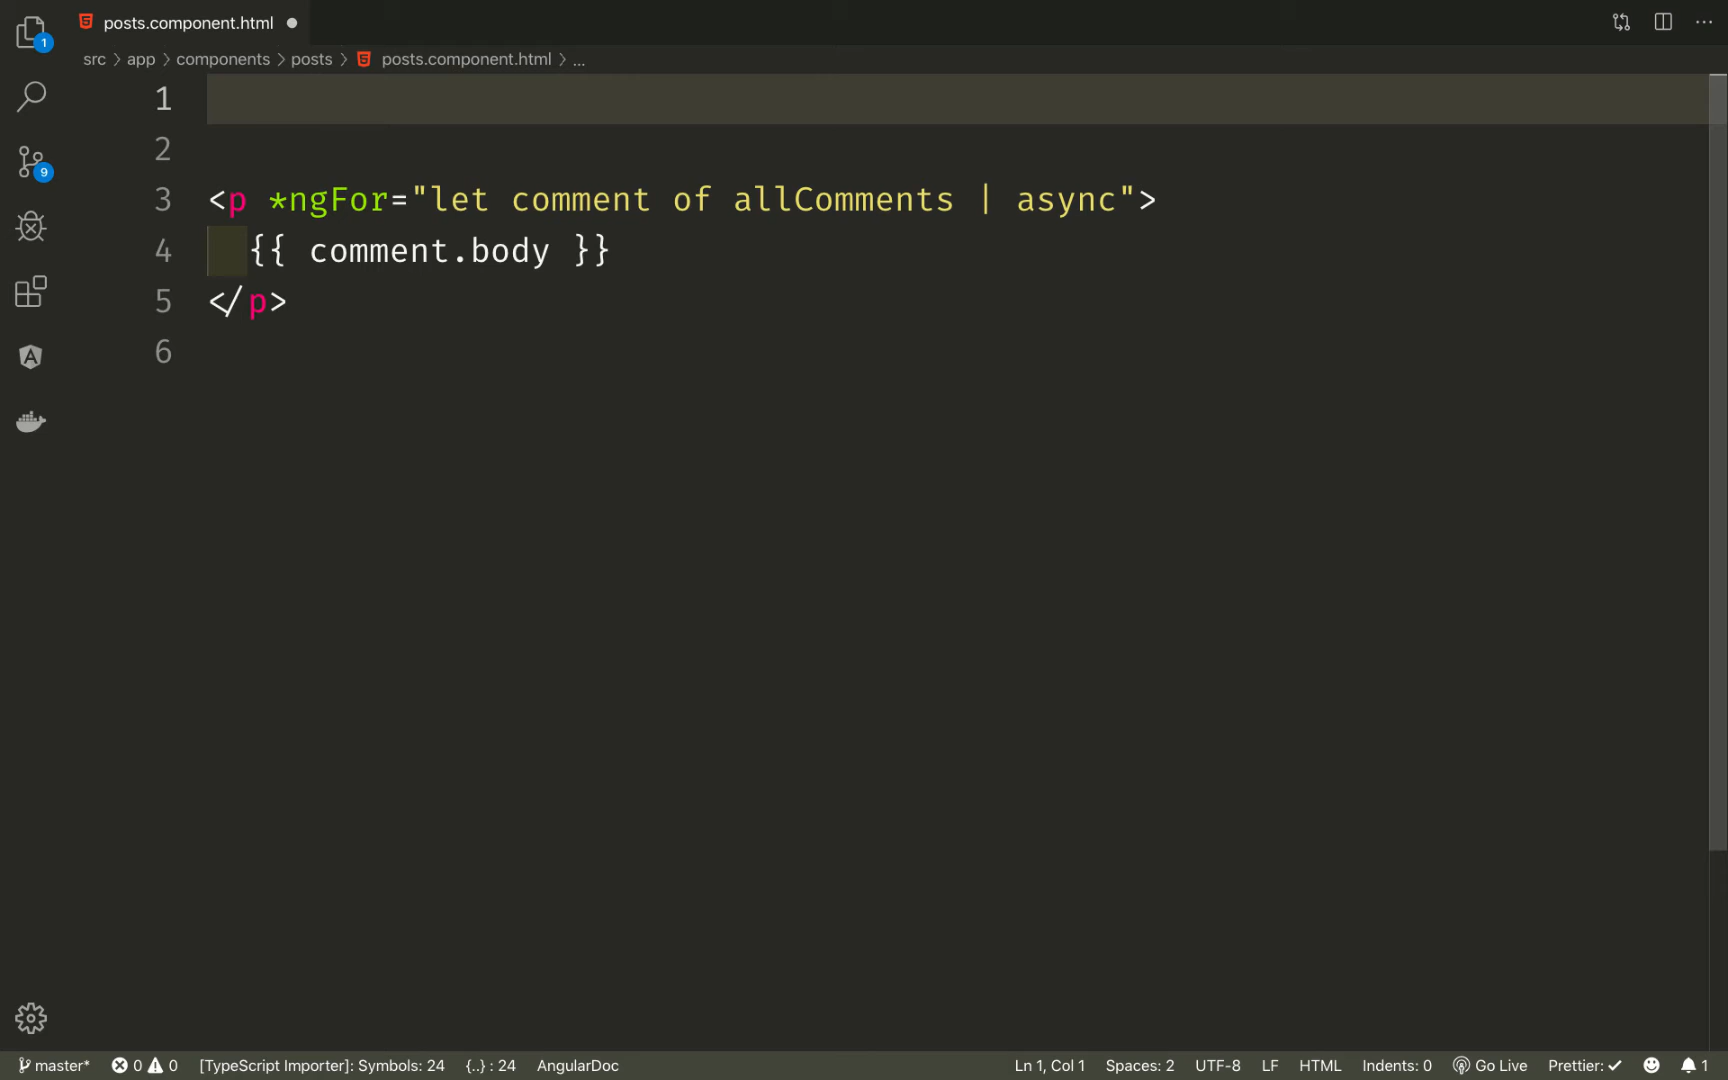 posts.component.html
src > app > components > posts > posts.component.html > ...
1
1
2
3 <p *ngFor="let comment of allComments | async">
9
4 {{ comment.body }}
5 </p>
6
master* 0 0 [TypeScript Importer]: Symbols: 24 {..} : 24 AngularDoc Ln 1, Col 1 Spaces: 2 UTF-8 LF HTML Indents: 0 Go Live Prettier: ✓ 1